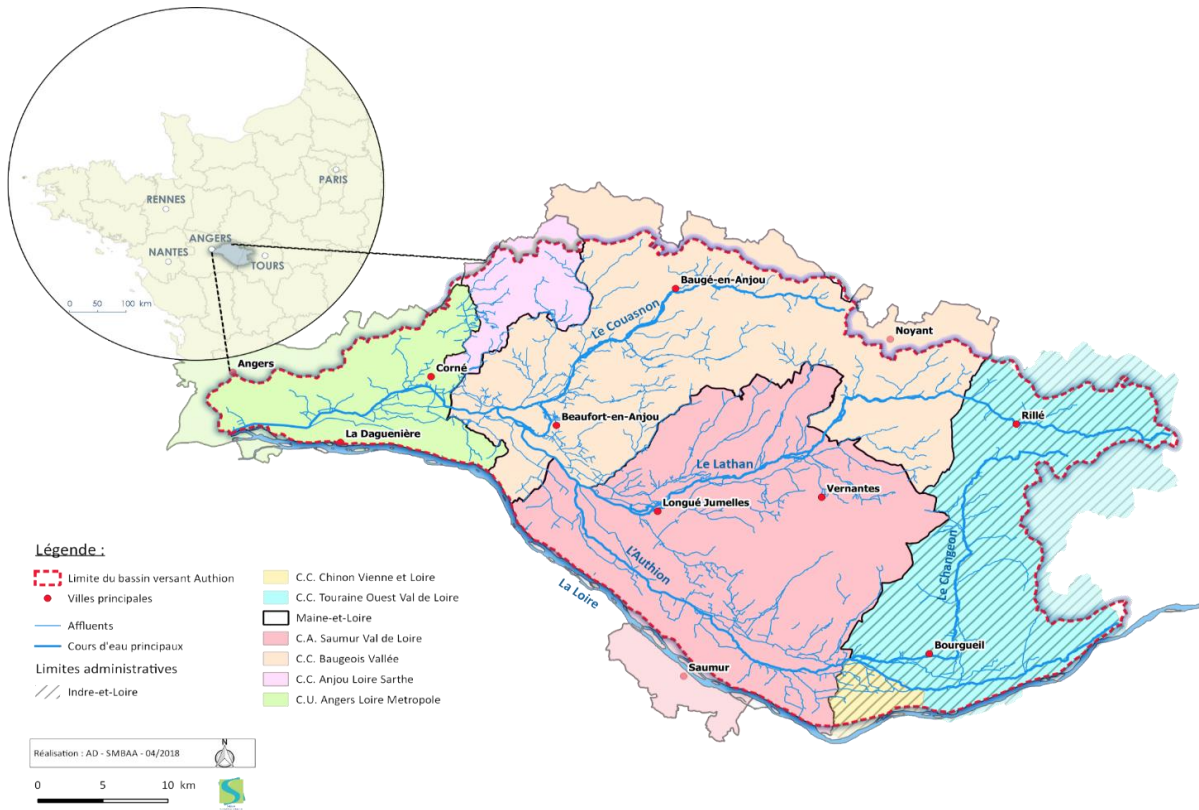 PARIS
RENNES
ANGERS
NANTES
TOURS
0 50 100 km
Baugé-en-Anjou
Le Couasnon
Noyant
Angers
Corné
Rillé
Beaufort-en-Anjou
La Daguenière
Le Lathan
Vernantes
Longué Jumelles
L'Authion
Le Changeon
La Loire
Bourgueil
Saumur
Légende :
Limite du bassin versant Authion
Villes principales
Affluents
Cours d'eau principaux
Limites administratives
Indre-et-Loire
C.C. Chinon Vienne et Loire
C.C. Touraine Ouest Val de Loire
Maine-et-Loire
C.A. Saumur Val de Loire
C.C. Baugeois Vallée
C.C. Anjou Loire Sarthe
C.U. Angers Loire Metropole
Réalisation : AD - SMBAA - 04/2018
N
0 5 10 km